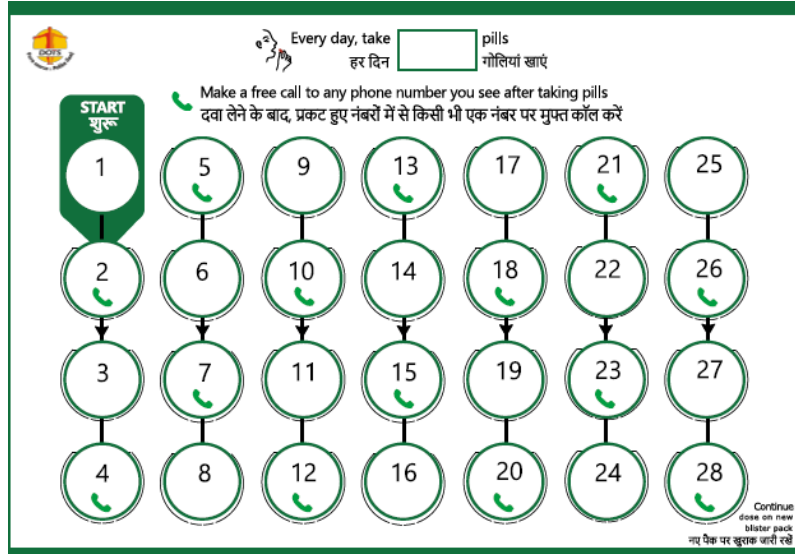 Every day, take pills
हर दिन गोलियां खाएं
DOTS
Make a free call to any phone number you see after taking pills
दवा लेने के बाद, प्रकट हुए नंबरों में से किसी भी एक नंबर पर मुफ्त कॉल करें
START
शुरू
1 5 9 13 17 21 25
2 6 10 14 18 22 26
3 7 11 15 19 23 27
4 8 12 16 20 24 28
Continue
dose on new
blister pack
नए पैक पर खुराक जारी रखें